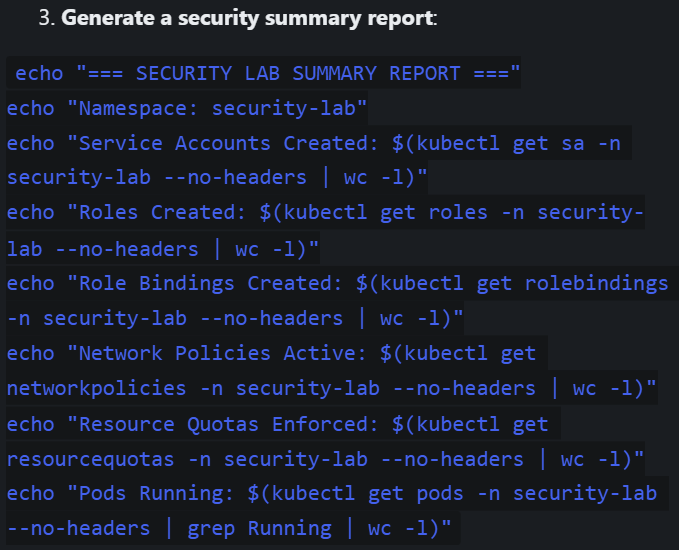 3. Generate a security summary report:
echo "=== SECURITY LAB SUMMARY REPORT ==="
echo "Namespace: security-lab"
echo "Service Accounts Created: $(kubectl get sa -n
security-lab --no-headers | wc -l)"
echo "Roles Created: $(kubectl get roles -n security-
lab --no-headers | wc -l)"
echo "Role Bindings Created: $(kubectl get rolebindings
-n security-lab --no-headers | wc -l)"
echo "Network Policies Active: $(kubectl get
networkpolicies -n security-lab --no-headers | wc -l)"
echo "Resource Quotas Enforced: $(kubectl get
resourcequotas -n security-lab --no-headers | wc -l)"
echo "Pods Running: $(kubectl get pods -n security-lab
--no-headers | grep Running | wc -l)"